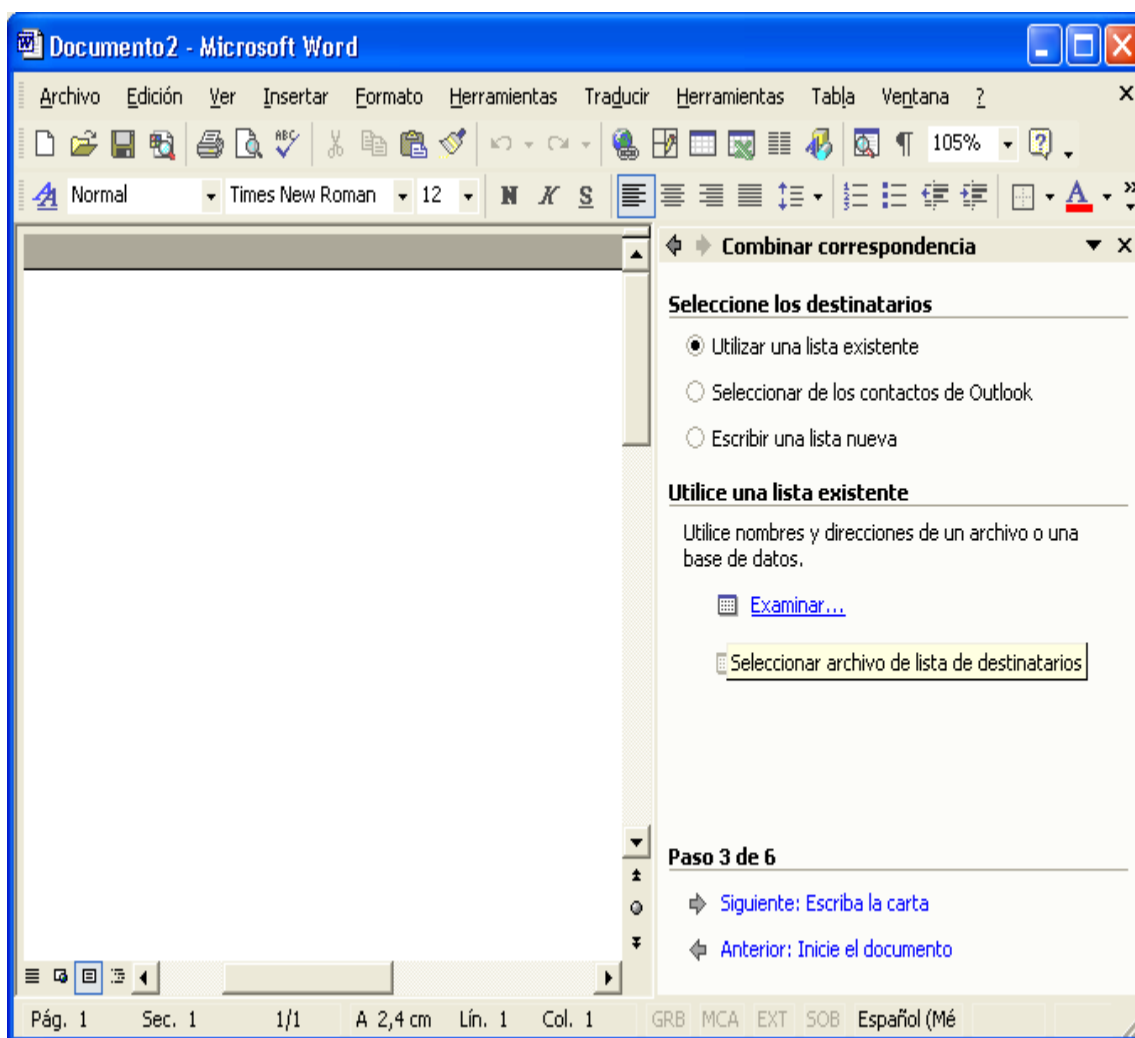 Documento2 - Microsoft Word
Archivo Edición Ver Insertar Formato Herramientas Traducir Herramientas Tabla Ventana ?
ABC 105%
Normal Times New Roman 12 N K S A
Combinar correspondencia
Seleccione los destinatarios
Utilizar una lista existente
Seleccionar de los contactos de Outlook
Escribir una lista nueva
Utilice una lista existente
Utilice nombres y direcciones de un archivo o una
base de datos.
Examinar...
Seleccionar archivo de lista de destinatarios
Paso 3 de 6
Siguiente: Escriba la carta
Anterior: Inicie el documento
Pág. 1 Sec. 1 1/1 A 2,4 cm Lín. 1 Col. 1 GRB MCA EXT SOB Español (Mé